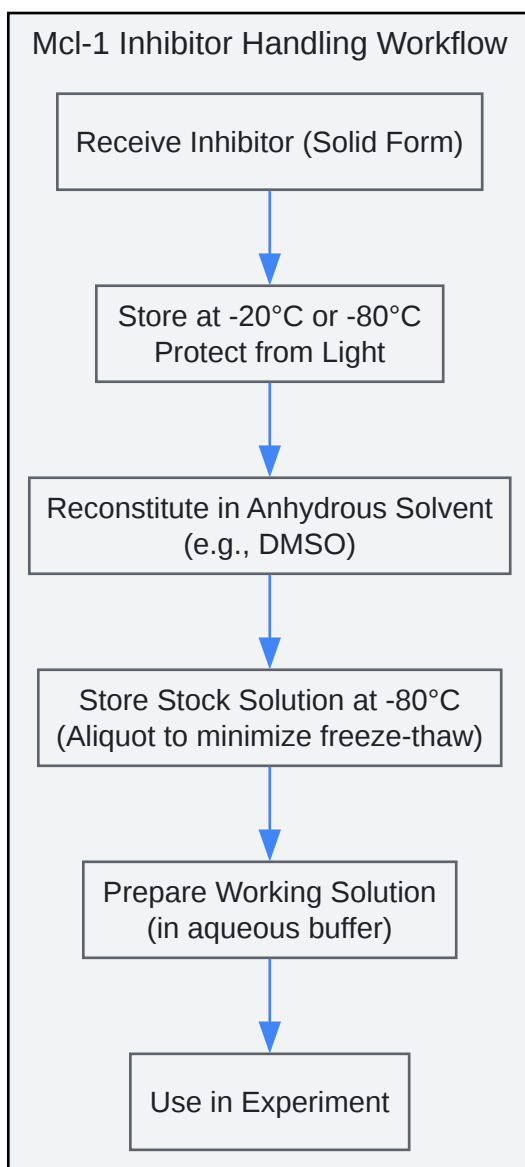 Mcl-1 Inhibitor Handling Workflow
Receive Inhibitor (Solid Form)
Store at -20°C or -80°C
Protect from Light
Reconstitute in Anhydrous Solvent
(e.g., DMSO)
Store Stock Solution at -80°C
(Aliquot to minimize freeze-thaw)
Prepare Working Solution
(in aqueous buffer)
Use in Experiment